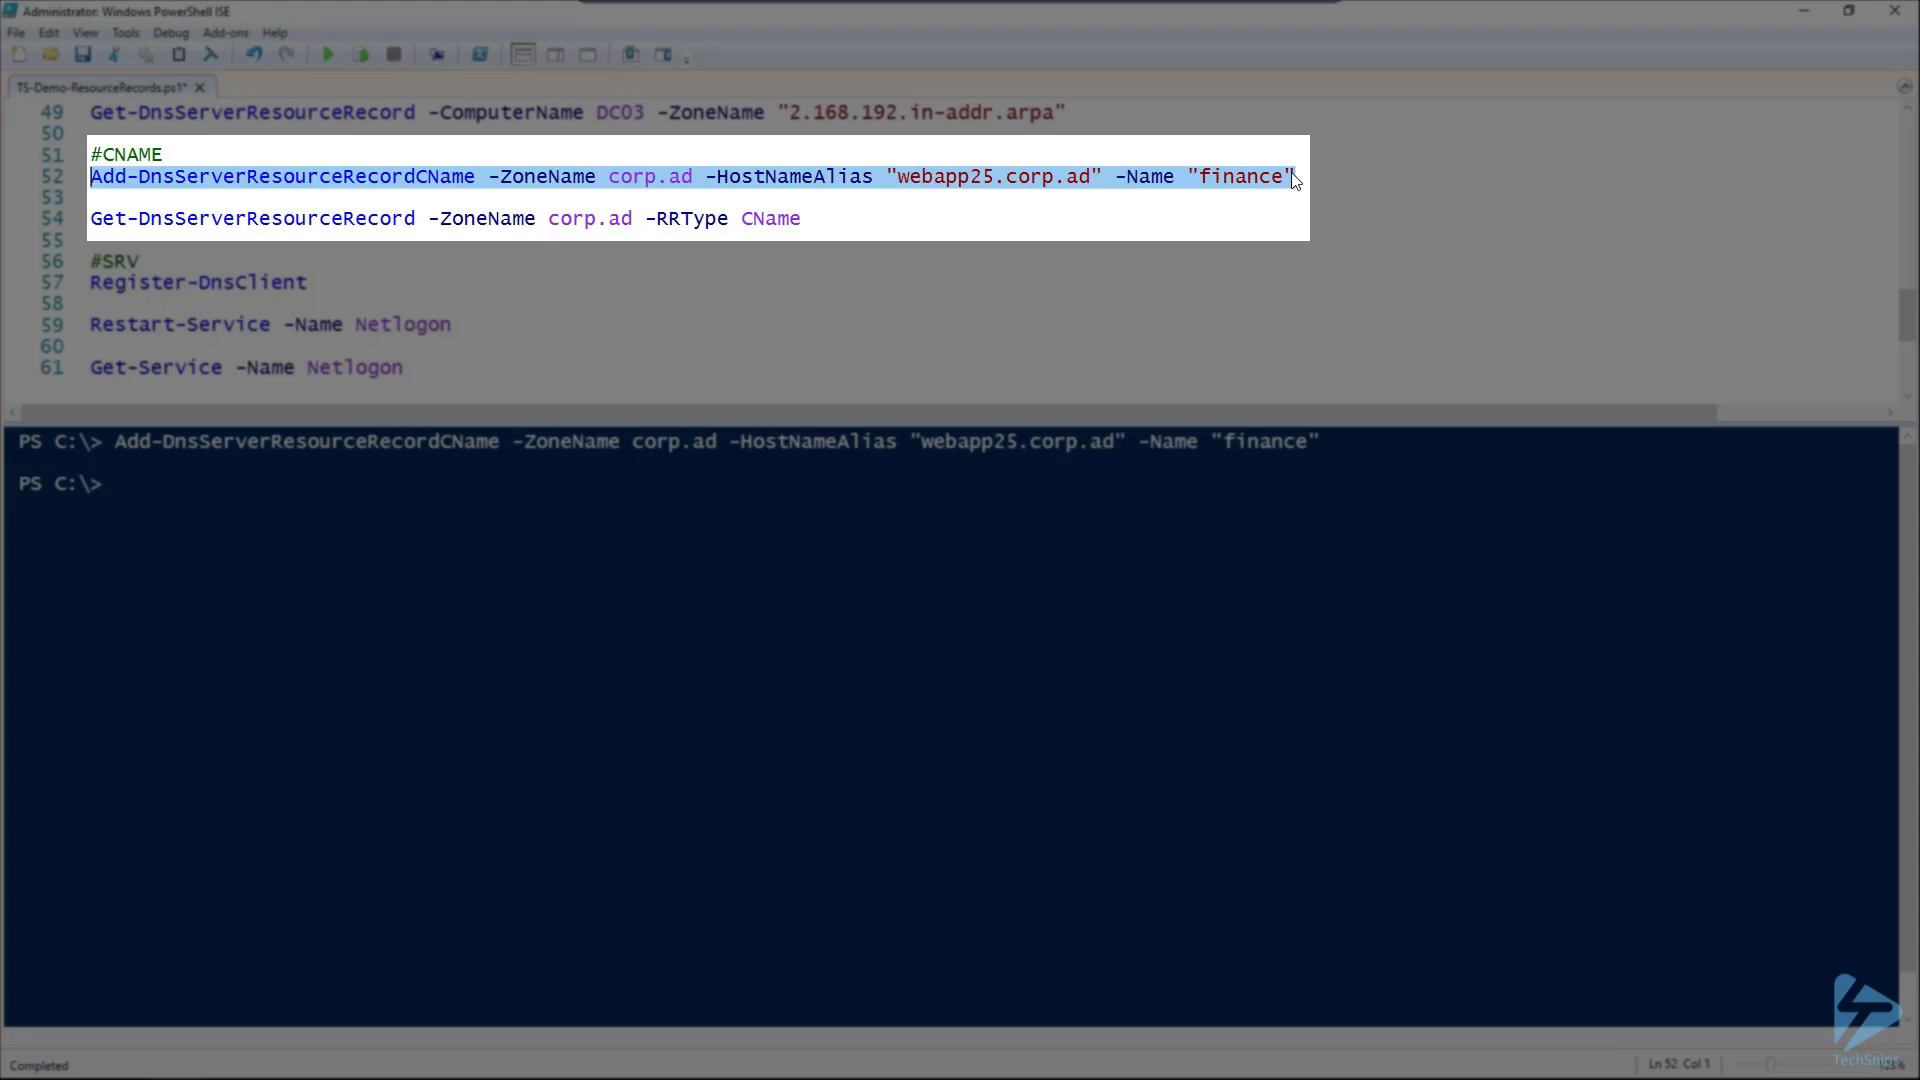 Administrator: Windows PowerShell ISE
File Edit View Tools Debug Add-ons Help
TS-Demo-ResourceRecords.ps1*
49 Get-DnsServerResourceRecord -ComputerName DC03 -ZoneName "2.168.192.in-addr.arpa"
50
51 #CNAME
52 Add-DnsServerResourceRecordCName -ZoneName corp.ad -HostNameAlias "webapp25.corp.ad" -Name "finance"
53
54 Get-DnsServerResourceRecord -ZoneName corp.ad -RRType CName
55
56 #SRV
57 Register-DnsClient
58
59 Restart-Service -Name Netlogon
60
61 Get-Service -Name Netlogon
PS C:\> Add-DnsServerResourceRecordCName -ZoneName corp.ad -HostNameAlias "webapp25.corp.ad" -Name "finance"
PS C:\>
TechSnips
Completed
Ln 52 Col 1